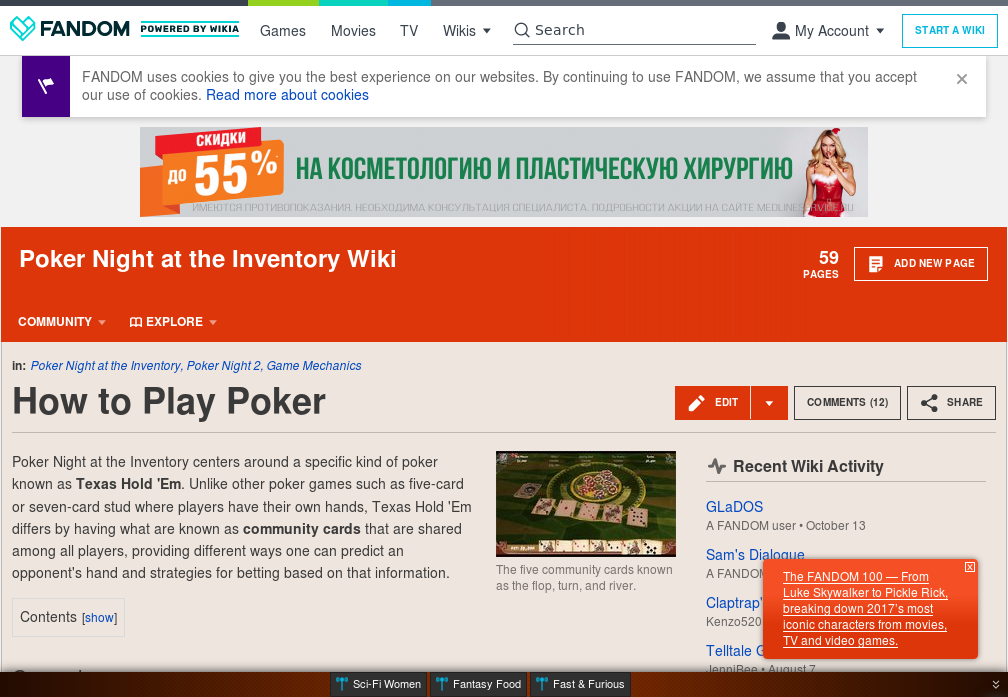 FANDOM POWERED BY WIKIA Games Movies TV Wikis Search My Account START A WIKI
FANDOM uses cookies to give you the best experience on our websites. By continuing to use FANDOM, we assume that you accept
our use of cookies. Read more about cookies
СКИДКИ
ДО 55%
НА КОСМЕТОЛОГИЮ И ПЛАСТИЧЕСКУЮ ХИРУРГИЮ
ИМЕЮТСЯ ПРОТИВОПОКАЗАНИЯ. НЕОБХОДИМА КОНСУЛЬТАЦИЯ СПЕЦИАЛИСТА. ПОДРОБНОСТИ АКЦИИ НА САЙТЕ MEDLINESERVICE.RU
Poker Night at the Inventory Wiki
59
PAGES
ADD NEW PAGE
COMMUNITY EXPLORE
in: Poker Night at the Inventory, Poker Night 2, Game Mechanics
How to Play Poker
EDIT COMMENTS (12) SHARE
Poker Night at the Inventory centers around a specific kind of poker
known as Texas Hold 'Em. Unlike other poker games such as five-card
or seven-card stud where players have their own hands, Texas Hold 'Em
differs by having what are known as community cards that are shared
among all players, providing different ways one can predict an
opponent's hand and strategies for betting based on that information.
The five community cards known
as the flop, turn, and river.
Contents [show]
Recent Wiki Activity
GLaDOS
A FANDOM user • October 13
Sam's Dialogue
A FANDOM
Claptrap'
Kenzo520
Telltale G
JenniBee • August 7
The FANDOM 100 — From
Luke Skywalker to Pickle Rick,
breaking down 2017's most
iconic characters from movies,
TV and video games.
Sci-Fi Women Fantasy Food Fast & Furious